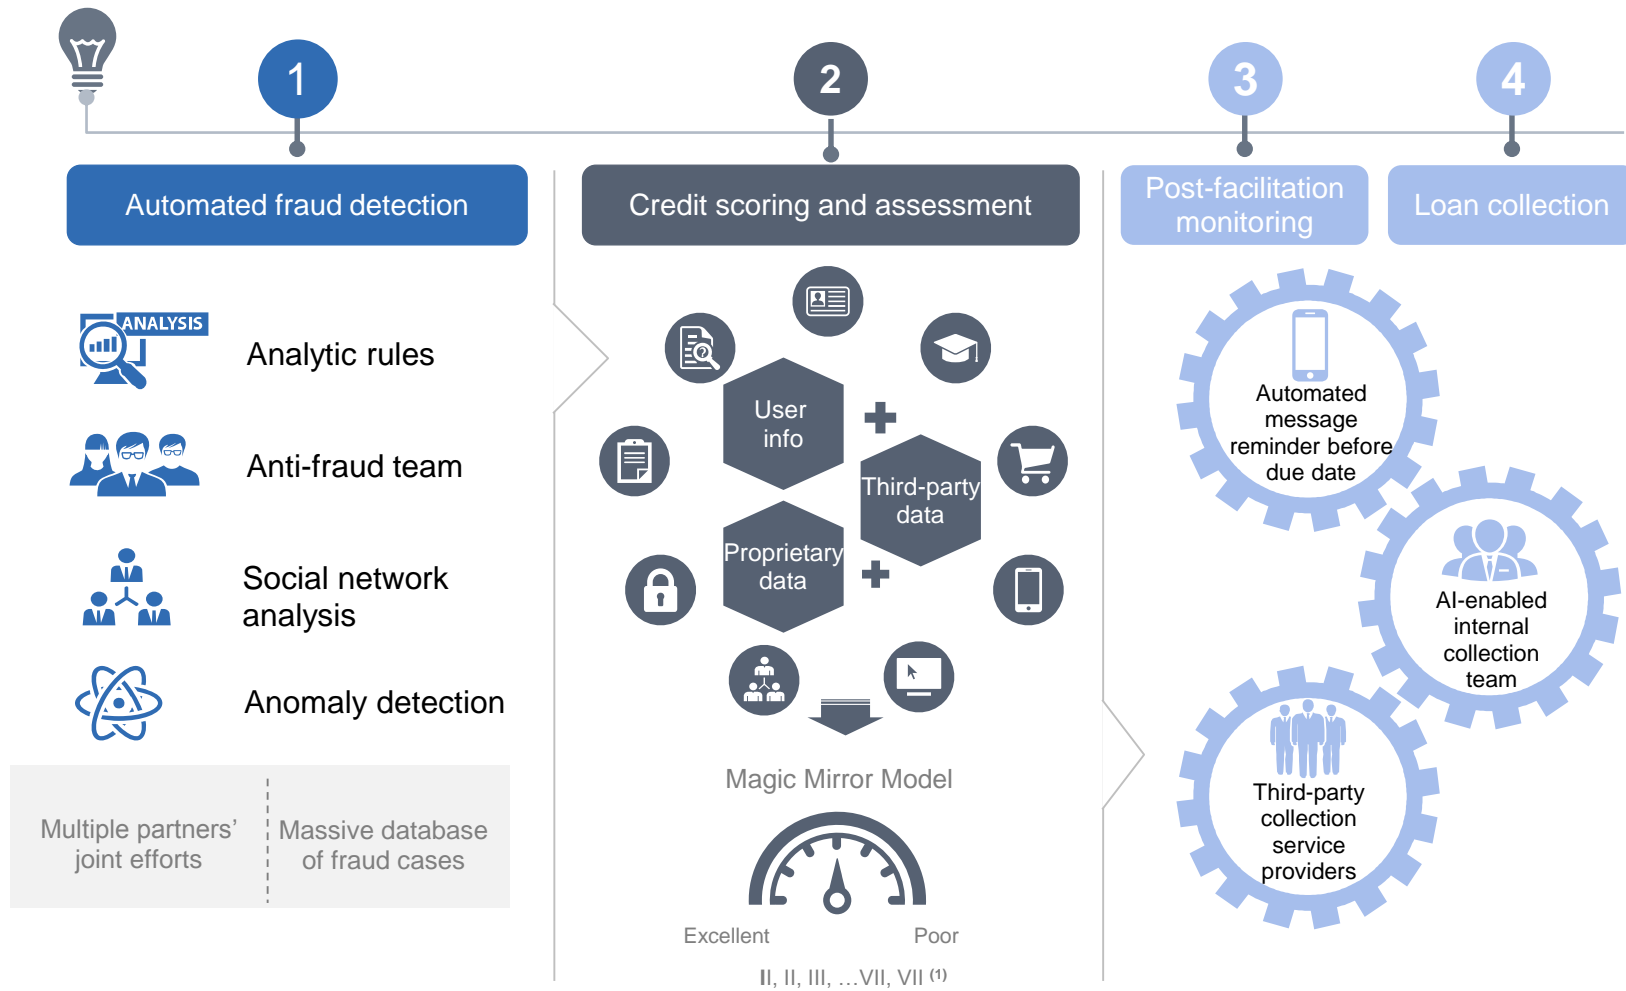 1
2
3
4
Automated fraud detection
Credit scoring and assessment
Post-facilitation
monitoring
Loan collection
ANALYSIS
Analytic rules
Anti-fraud team
Social network
analysis
Anomaly detection
Multiple partners'
joint efforts
Massive database
of fraud cases
User
info
Third-party
data
Proprietary
data
Magic Mirror Model
Excellent
Poor
II, II, III, …VII, VII (1)
Automated
message
reminder before
due date
AI-enabled
internal
collection
team
Third-party
collection
service
providers